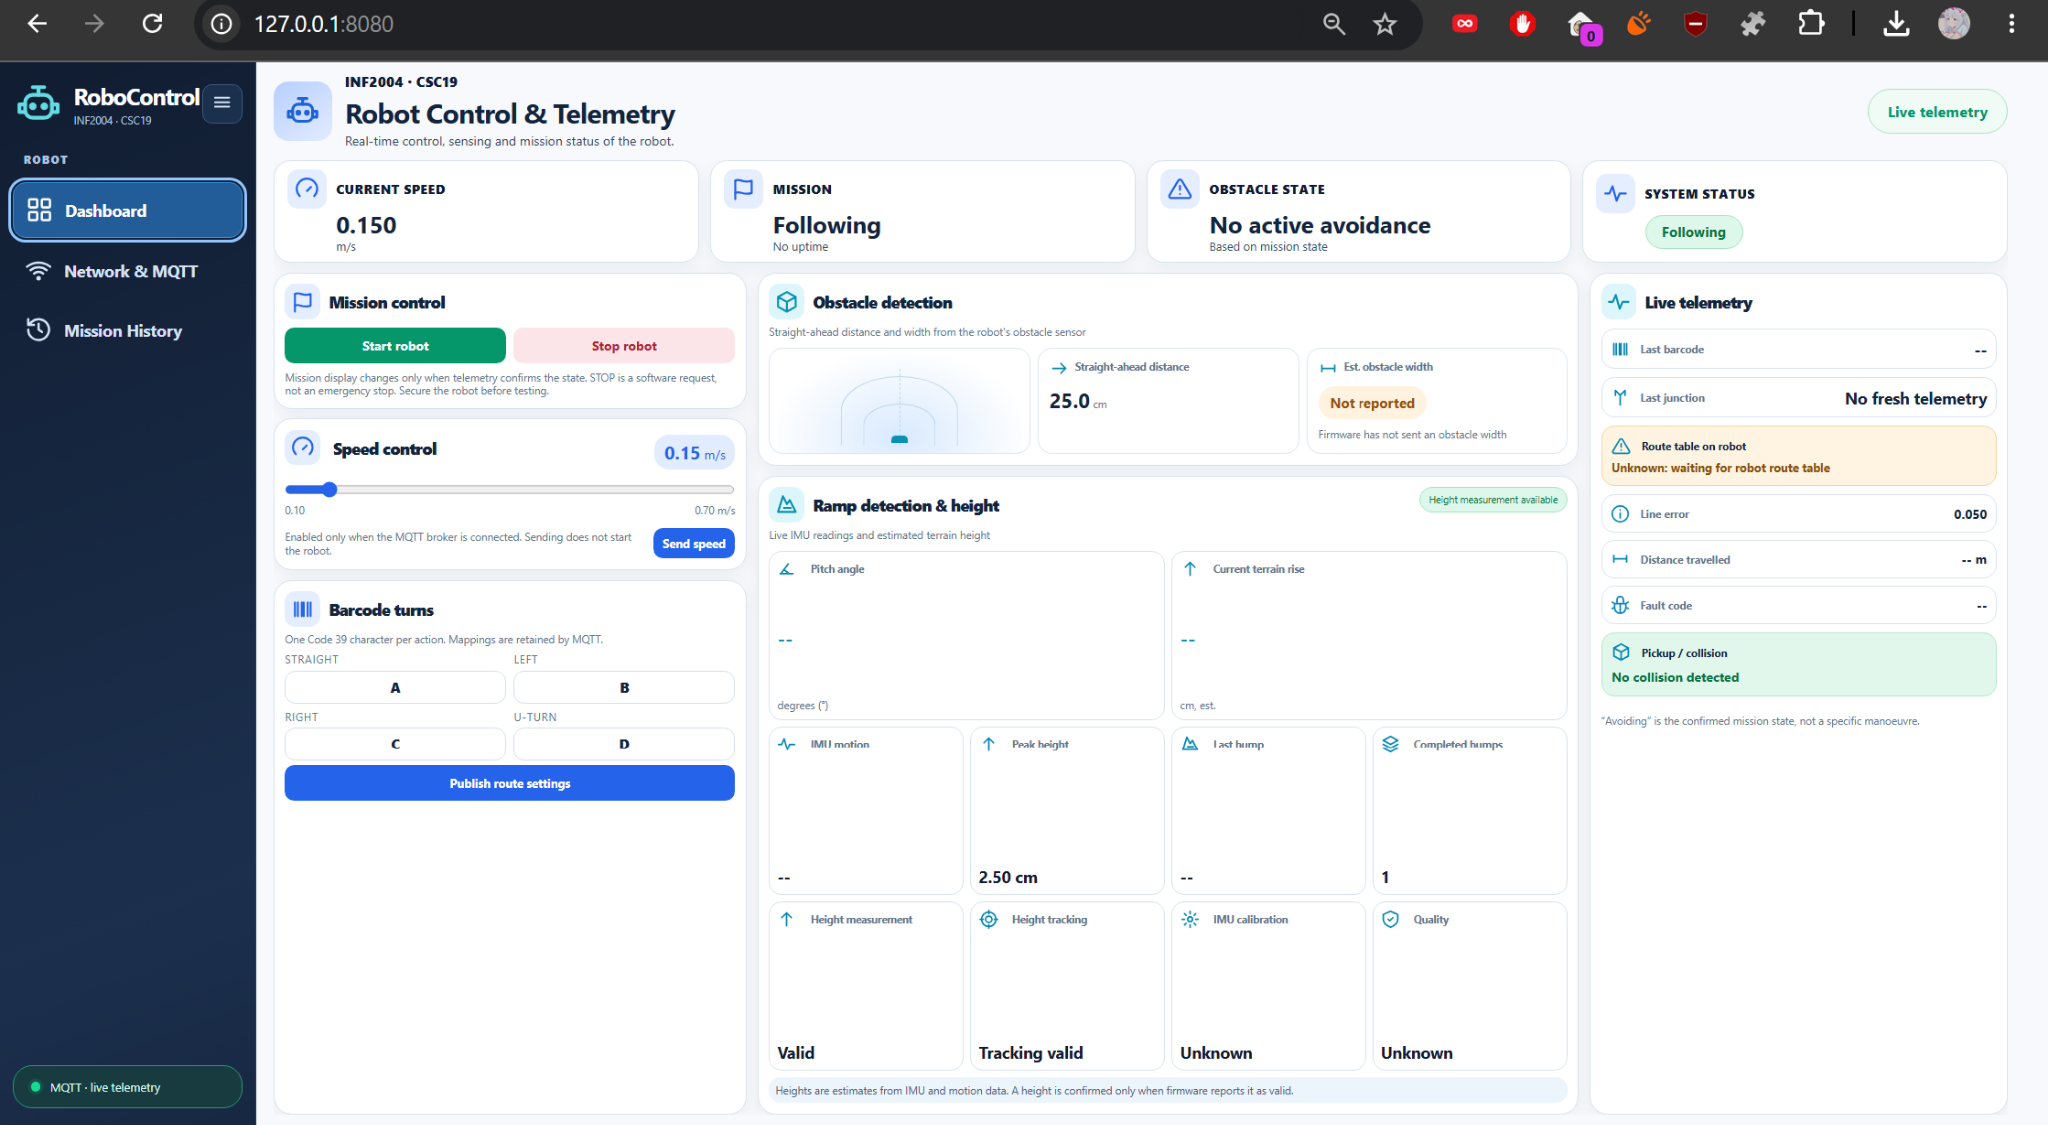 127.0.0.1:8080
0
RoboControl
INF2004 · CSC19
ROBOT
Dashboard
Network & MQTT
Mission History
MQTT · live telemetry
INF2004 · CSC19
Robot Control & Telemetry
Real-time control, sensing and mission status of the robot.
Live telemetry
CURRENT SPEED
0.150
m/s
MISSION
Following
No uptime
OBSTACLE STATE
No active avoidance
Based on mission state
SYSTEM STATUS
Following
Mission control
Start robot
Stop robot
Mission display changes only when telemetry confirms the state. STOP is a software request,
not an emergency stop. Secure the robot before testing.
Speed control
0.15 m/s
0.10
0.70 m/s
Enabled only when the MQTT broker is connected. Sending does not start
the robot.
Send speed
Barcode turns
One Code 39 character per action. Mappings are retained by MQTT.
STRAIGHT
LEFT
A
B
RIGHT
U-TURN
C
D
Publish route settings
Obstacle detection
Straight-ahead distance and width from the robot's obstacle sensor
Straight-ahead distance
25.0 cm
Est. obstacle width
Not reported
Firmware has not sent an obstacle width
Ramp detection & height
Height measurement available
Live IMU readings and estimated terrain height
Pitch angle
--
degrees (°)
Current terrain rise
--
cm, est.
IMU motion
--
Peak height
2.50 cm
Last bump
--
Completed bumps
1
Height measurement
Valid
Height tracking
Tracking valid
IMU calibration
Unknown
Quality
Unknown
Heights are estimates from IMU and motion data. A height is confirmed only when firmware reports it as valid.
Live telemetry
Last barcode
--
Last junction
No fresh telemetry
Route table on robot
Unknown: waiting for robot route table
Line error
0.050
Distance travelled
-- m
Fault code
--
Pickup / collision
No collision detected
"Avoiding" is the confirmed mission state, not a specific manoeuvre.